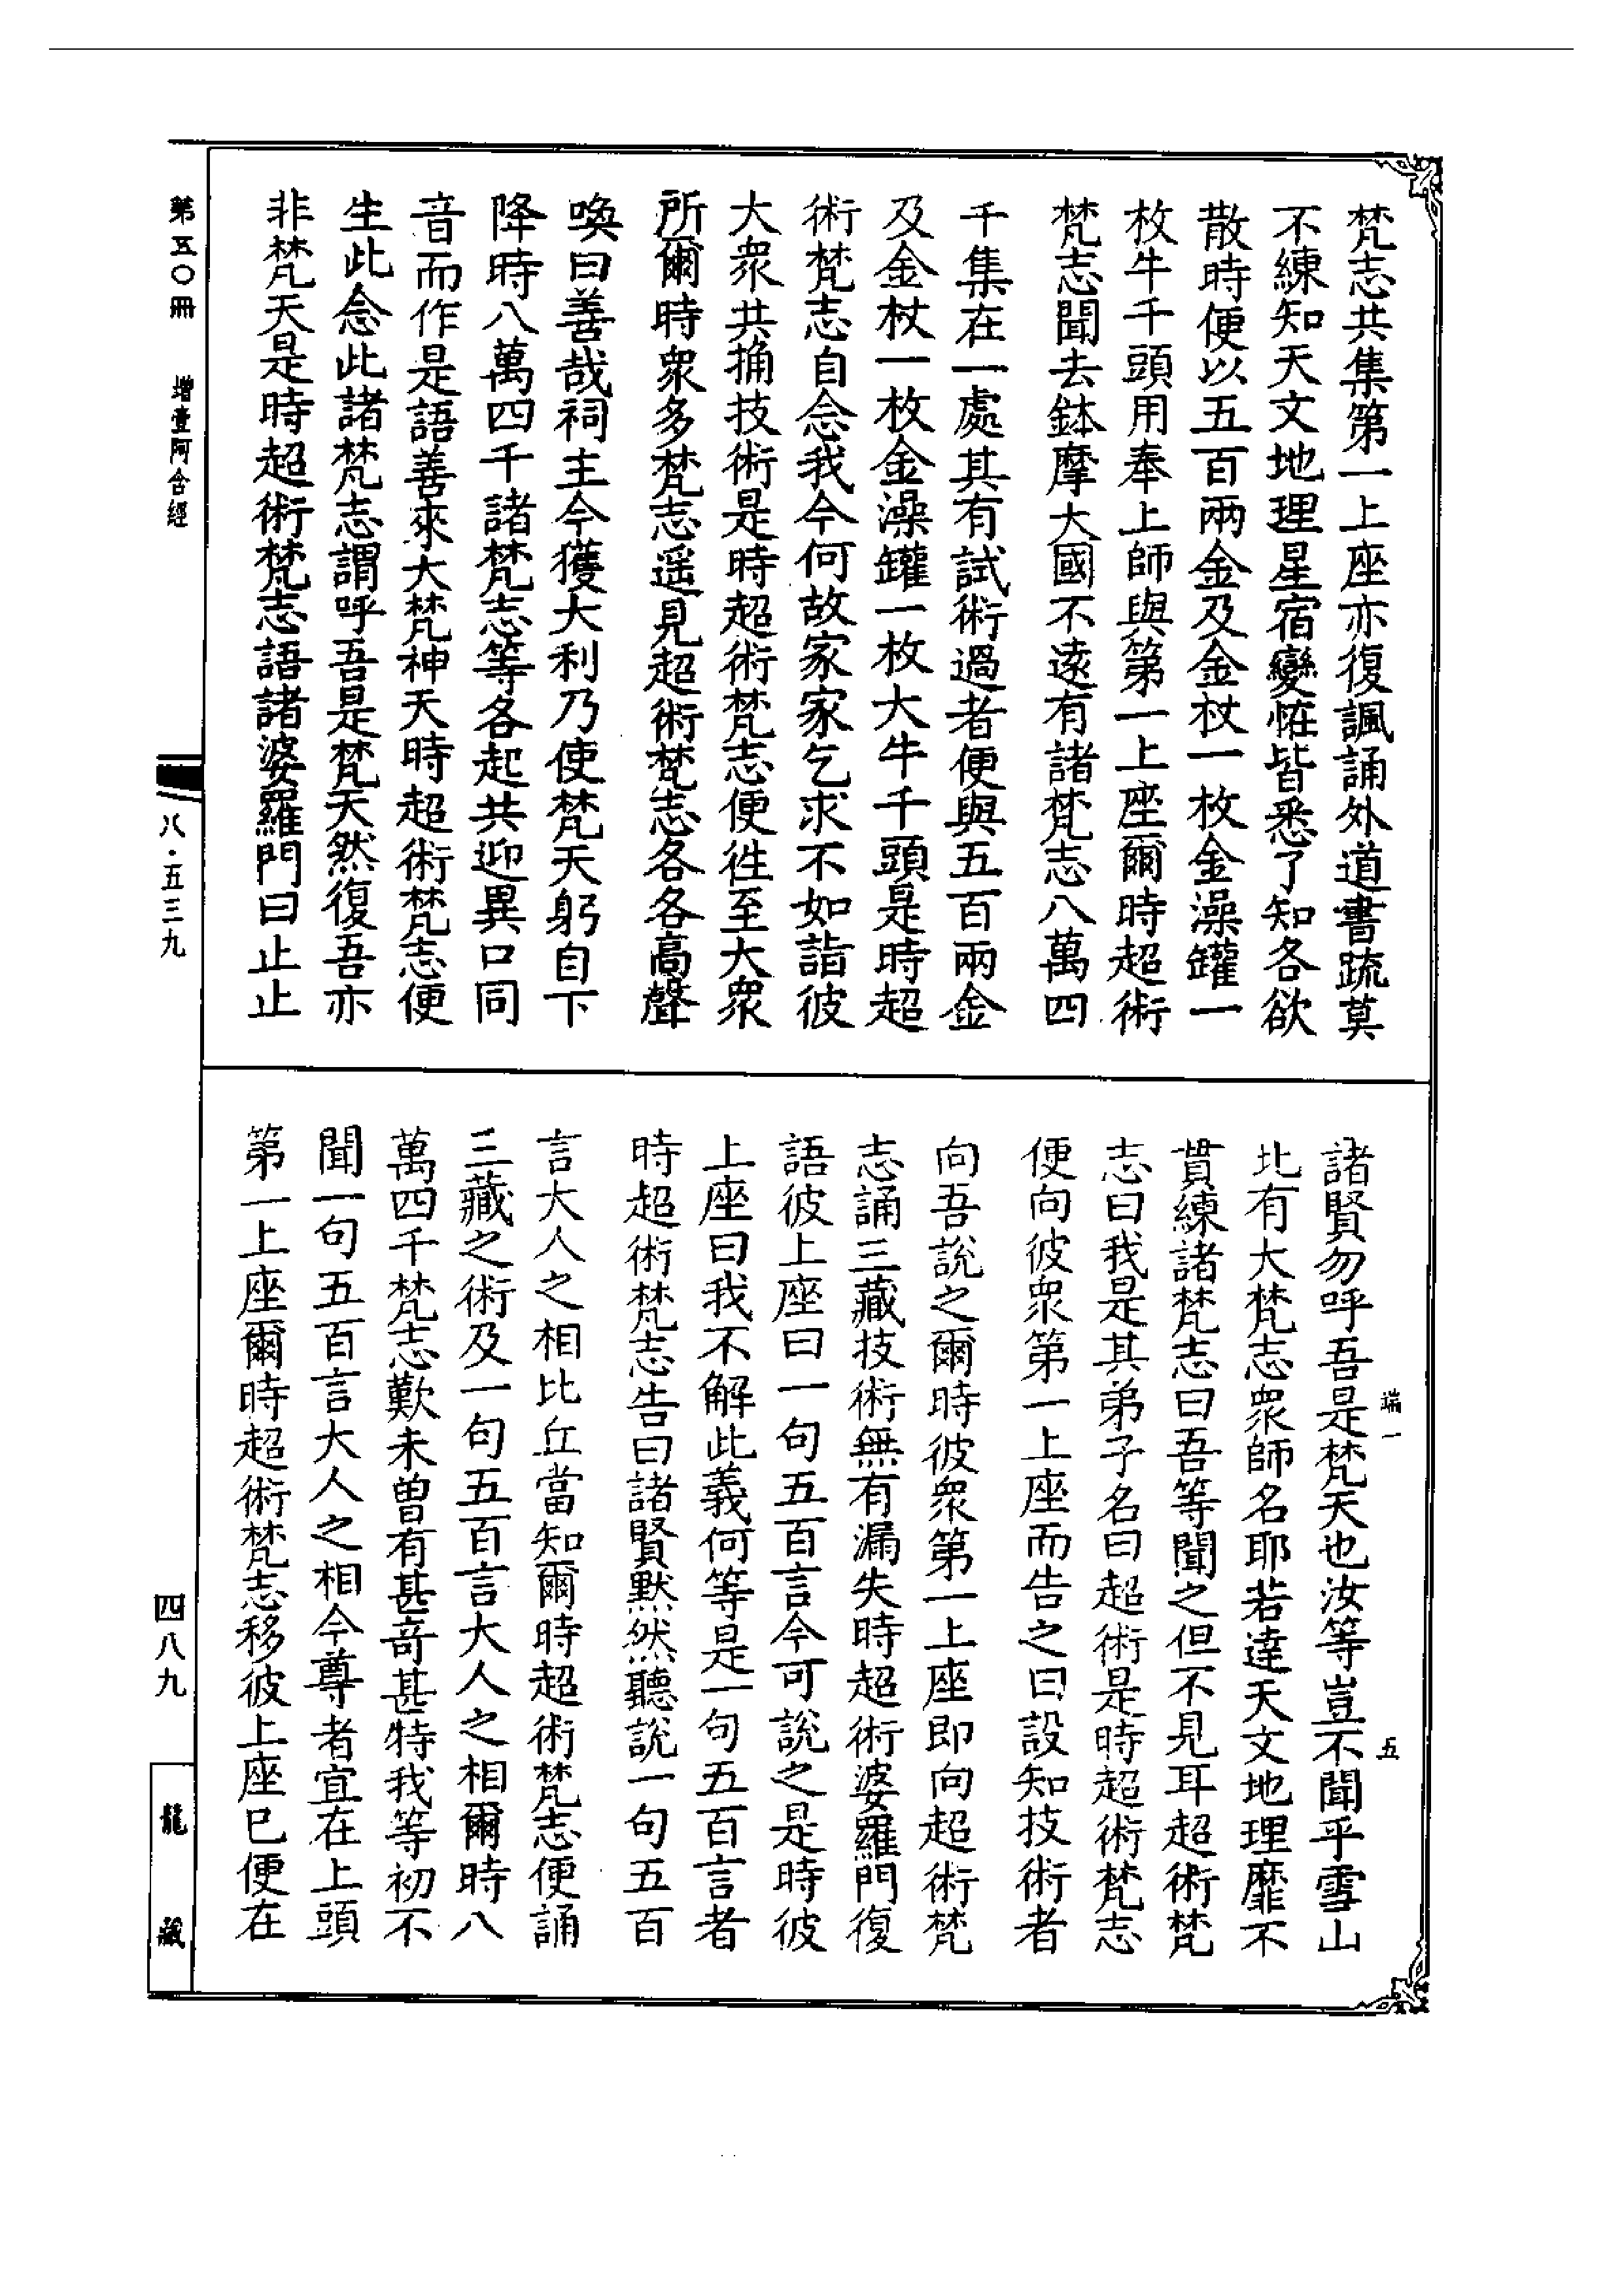 梵志共集第一上座亦復諷誦外道書疏莫
不練知天文地理星宿變恠皆悉了知各欲
散時便以五百兩金及金杖一枚金澡罐一
枚牛千頭用奉上師與第一上座爾時超術
梵志聞去鉢摩大國不遠有諸梵志八萬四
千集在一處其有試術過者便與五百兩金
及金杖一枚金澡罐一枚大牛千頭是時超
術梵志自念我今何故家家乞求不如詣彼
大衆共捔技術是時超術梵志便往至大衆
所爾時衆多梵志遥見超術梵志各各高聲
喚曰善哉祠主今獲大利乃使梵天躬自下
降時八萬四千諸梵志等各起共迎異口同
音而作是語善來大梵神天時超術梵志便
生此念此諸梵志謂呼吾是梵天然復吾亦
非梵天是時超術梵志語諸婆羅門曰止止
諸賢勿呼吾是梵天也汝等豈不聞乎雪山
北有大梵志衆師名耶若達天文地理靡不
貫練諸梵志曰吾等聞之但不見耳超術梵
志曰我是其弟子名曰超術是時超術梵志
便向彼衆第一上座而告之曰設知技術者
向吾說之爾時彼衆第一上座即向超術梵
志誦三藏技術無有漏失時超術婆羅門復
語彼上座曰一句五百言今可說之是時彼
上座曰我不解此義何等是一句五百言者
時超術梵志告曰諸賢默然聽說一句五百
言大人之相比丘當知爾時超術梵志便誦
三藏之術及一句五百言大人之相爾時八
萬四千梵志歎未曾有甚奇甚特我等初不
聞一句五百言大人之相今尊者宜在上頭
第一上座爾時超術梵志移彼上座已便在
端一
五
第五〇冊
增壹阿含經
八·五三九
四八九
龍藏